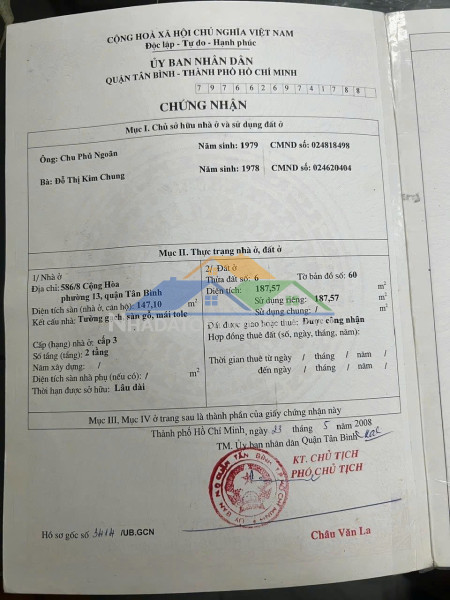 CỘNG HOÀ XÃ HỘI CHỦ NGHĨA VIỆT NAM
Độc lập - Tự do - Hạnh phúc
ỦY BAN NHÂN DÂN
QUẬN TÂN BÌNH - THÀNH PHỐ HỒ CHÍ MINH
7 9 7 6 6 2 6 9 7 4 1 7 8 8
CHỨNG NHẬN
Mục I. Chủ sở hữu nhà ở và sử dụng đất ở
Ông: Chu Phủ Ngoãn Năm sinh: 1979 CMND số: 024818498
Bà: Đỗ Thị Kim Chung Năm sinh: 1978 CMND số: 024620404
Mục II. Thực trạng nhà ở, đất ở
1/ Nhà ở
Địa chỉ: 586/8 Cộng Hòa
phường 13, quận Tân Bình
Diện tích sàn (nhà ở, căn hộ): 147,10 m²
Kết cấu nhà: Tường gạch, sàn gỗ, mái tole
Cấp (hạng) nhà ở: cấp 3
Số tầng (tầng): 2 tầng
Năm xây dựng: /
Diện tích sàn nhà phụ (nếu có): / m²
Thời hạn được sở hữu: Lâu dài
2/ Đất ở
Thửa đất số: 6 Tờ bản đồ số: 60
Diện tích: 187,57 m²
Sử dụng riêng: 187,57 m²
Sử dụng chung: / m²
Đất được giao hoặc thuê: Được công nhận
Hợp đồng thuê đất (số, ngày, tháng, năm):
Thời gian thuê từ ngày / tháng / năm /
đến ngày / tháng / năm /
NHADATC
Mục III, Mục IV ở trang sau là thành phần của giấy chứng nhận này
Thành phố Hồ Chí Minh, ngày 23 tháng 5 năm 2008
TM. Ủy ban nhân dân Quận Tân Bình
KT. CHỦ TỊCH
PHÓ CHỦ TỊCH
Hồ sơ gốc số 3414 /UB.GCN
Châu Văn La